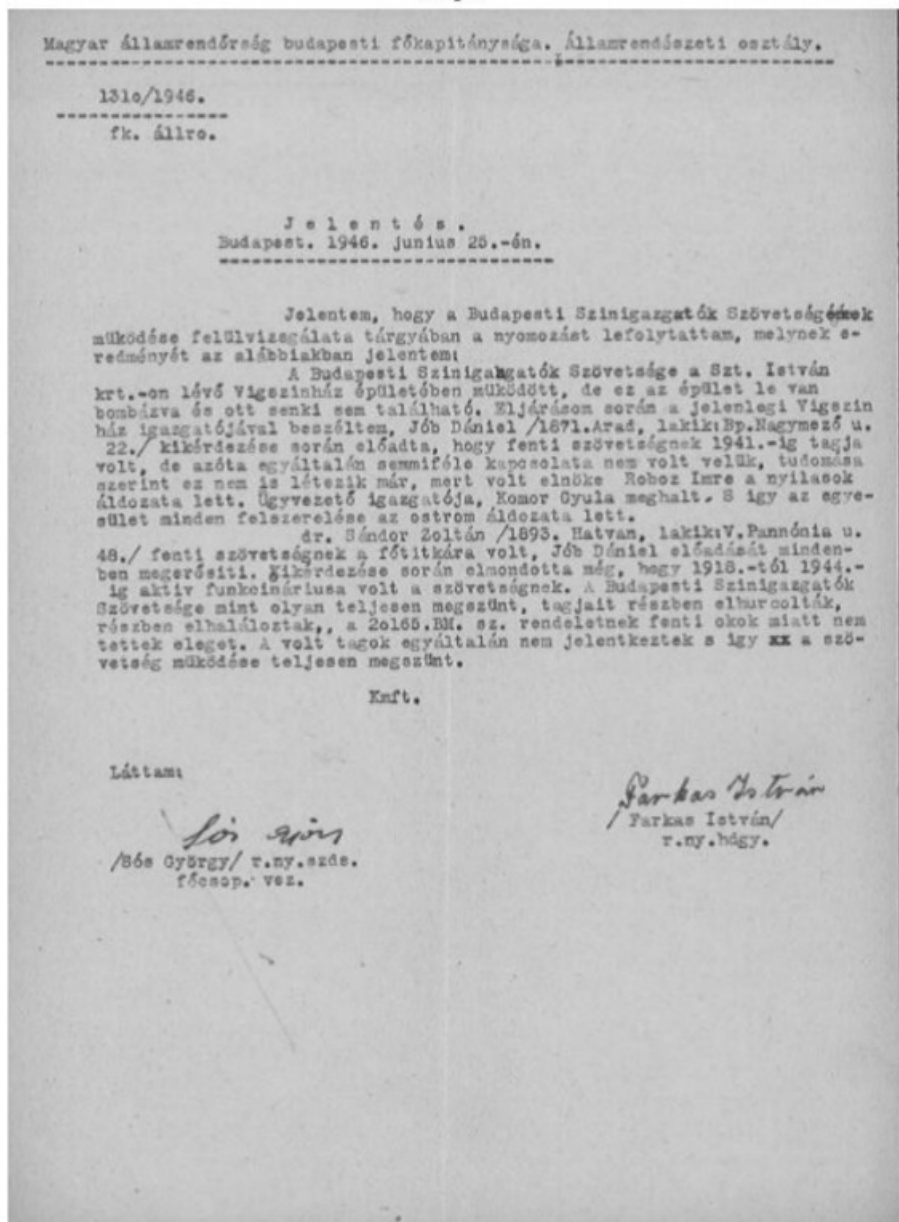 Magyar államrendőrség budapesti főkapitánysága. Államrendészeti osztály.
131o/1946.
fk. állro.
J e l e n t é s .
Budapest. 1946. junius 25.-én.
Jelentem, hogy a Budapesti Szinigazgatók Szövetségének
működése felülvizsgálata tárgyában a nyomozást lefolytattam, melynek e-
redményét az alábbiakban jelentem:
A Budapesti Szinigazgatók Szövetsége a Szt. István
krt.-on lévő Vigszinház épületében működött, de ez az épület le van
bombázva és ott senki sem található. Eljárásom során a jelenlegi Vigszin
ház igazgatójával beszéltem, Jób Dániel /1871.Arad, lakik:Bp.Nagymező u.
22./ kikérdezése során előadta, hogy fenti szövetségnek 1941.-ig tagja
volt, de azóta egyáltalán semmiféle kapcsolata nem volt velük, tudomása
szerint ez nem is létezik már, mert volt elnöke Roboz Imre a nyilasok
áldozata lett. Ügyvezető igazgatója, Komor Gyula meghalt. S igy az egye-
sület minden felszerelése az ostrom áldozata lett.
dr. Sándor Zoltán /1893. Hatvan, lakik:V.Pannónia u.
48./ fenti szövetségnek a főtitkára volt, Jób Dániel előadását minden-
ben megerősiti. Kikérdezése során elmondotta még, hogy 1918.-tól 1944.-
ig aktiv funkcináriusa volt a szövetségnek. A Budapesti Szinigazgatók
Szövetsége mint olyan teljesen megszünt, tagjait részben elhurcolták,
részben elhaláloztak,, a 2o165.BM. sz. rendeletnek fenti okok miatt nem
tettek eleget. A volt tagok egyáltalán nem jelentkeztek s igy xx a szö-
vetség működése teljesen megszünt.
Kmft.
Láttam:
Farkas István
/ Farkas István/
r.ny.hdgy.
Sós György
/Sós György/ r.ny.szds.
főcsop. vez.